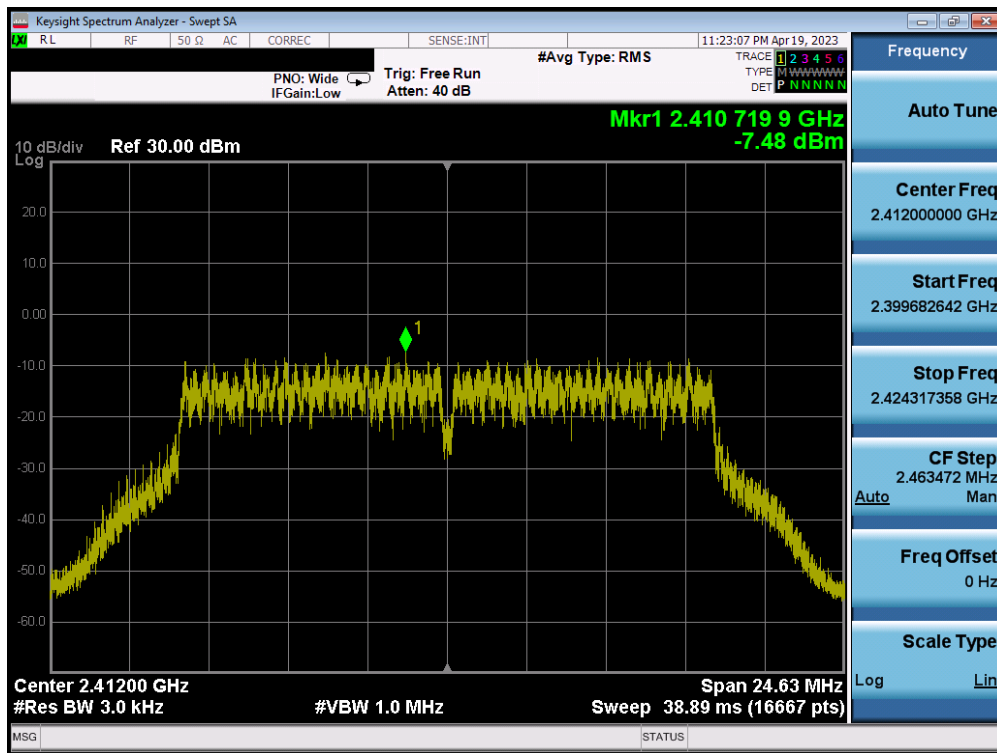 Keysight Spectrum Analyzer - Swept SA
LXI RL RF 50 Ω AC CORREC SENSE:INT 11:23:07 PM Apr 19, 2023
PNO: Wide
IFGain:Low
Trig: Free Run
Atten: 40 dB
#Avg Type: RMS
TRACE 1 2 3 4 5 6
TYPE M WWWWW
DET P N N N N N
Mkr1 2.410 719 9 GHz
-7.48 dBm
10 dB/div Ref 30.00 dBm
Log
20.0
10.0
0.00
-10.0
-20.0
-30.0
-40.0
-50.0
-60.0
1
Center 2.41200 GHz
Span 24.63 MHz
#Res BW 3.0 kHz
#VBW 1.0 MHz
Sweep 38.89 ms (16667 pts)
MSG
STATUS
Frequency
Auto Tune
Center Freq
2.412000000 GHz
Start Freq
2.399682642 GHz
Stop Freq
2.424317358 GHz
CF Step
2.463472 MHz
Auto Man
Freq Offset
0 Hz
Scale Type
Log Lin